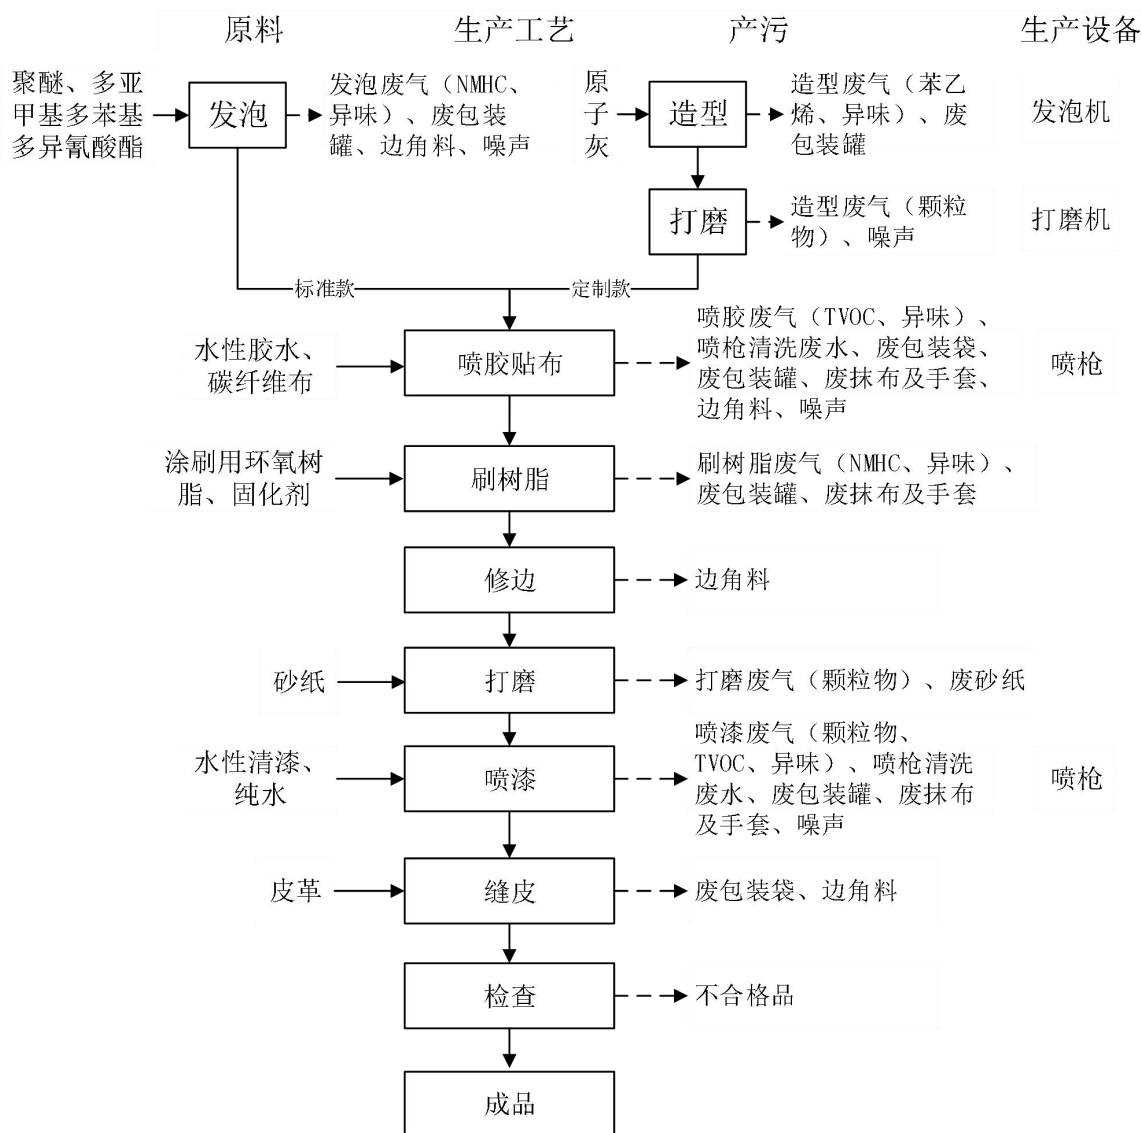 原料
生产工艺
产污
生产设备
聚醚、多亚
甲基多苯基
多异氰酸酯
发泡
发泡废气（NMHC、
异味）、废包装
罐、边角料、噪声
原
子
灰
造型
造型废气（苯乙
烯、异味）、废
包装罐
发泡机
打磨
造型废气（颗粒
物）、噪声
打磨机
标准款
定制款
水性胶水、
碳纤维布
喷胶贴布
喷胶废气（TVOC、异味）、
喷枪清洗废水、废包装袋、
废包装罐、废抹布及手套、
边角料、噪声
喷枪
涂刷用环氧树
脂、固化剂
刷树脂
刷树脂废气（NMHC、异味）、
废包装罐、废抹布及手套
修边
边角料
砂纸
打磨
打磨废气（颗粒物）、废砂纸
水性清漆、
纯水
喷漆
喷漆废气（颗粒物、
TVOC、异味）、喷枪清洗
废水、废包装罐、废抹布
及手套、噪声
喷枪
皮革
缝皮
废包装袋、边角料
检查
不合格品
成品